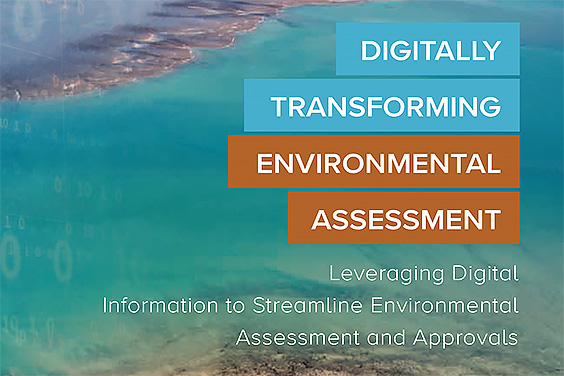 DIGITALLY
TRANSFORMING
ENVIRONMENTAL
ASSESSMENT
Leveraging Digital
Information to Streamline Environmental
Assessment and Approvals